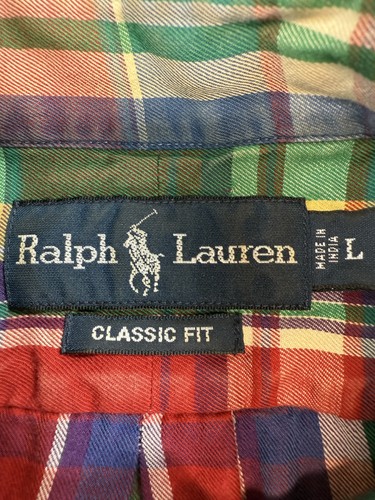 Ralph Lauren
MADE IN
INDIA
L
CLASSIC FIT